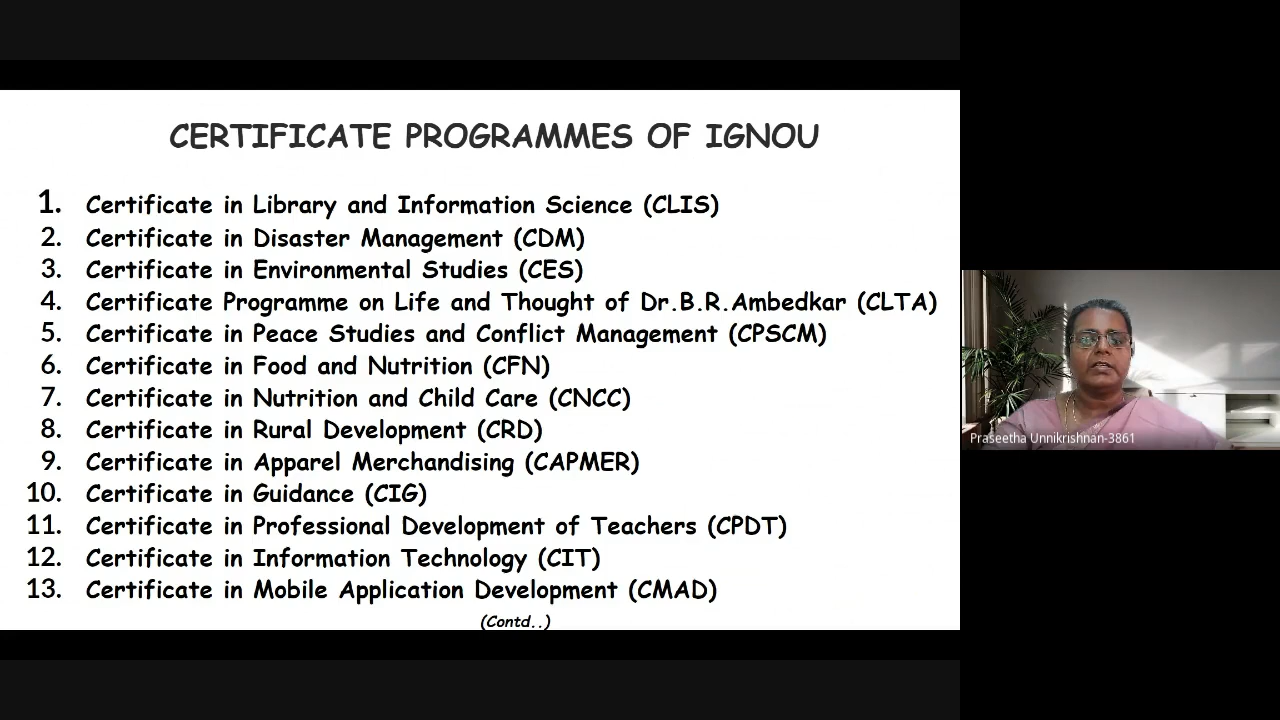 CERTIFICATE PROGRAMMES OF IGNOU
1. Certificate in Library and Information Science (CLIS)
2. Certificate in Disaster Management (CDM)
3. Certificate in Environmental Studies (CES)
4. Certificate Programme on Life and Thought of Dr.B.R.Ambedkar (CLTA)
5. Certificate in Peace Studies and Conflict Management (CPSCM)
6. Certificate in Food and Nutrition (CFN)
7. Certificate in Nutrition and Child Care (CNCC)
8. Certificate in Rural Development (CRD)
9. Certificate in Apparel Merchandising (CAPMER)
10. Certificate in Guidance (CIG)
11. Certificate in Professional Development of Teachers (CPDT)
12. Certificate in Information Technology (CIT)
13. Certificate in Mobile Application Development (CMAD)
(Contd..)
Praseetha Unnikrishnan-3861